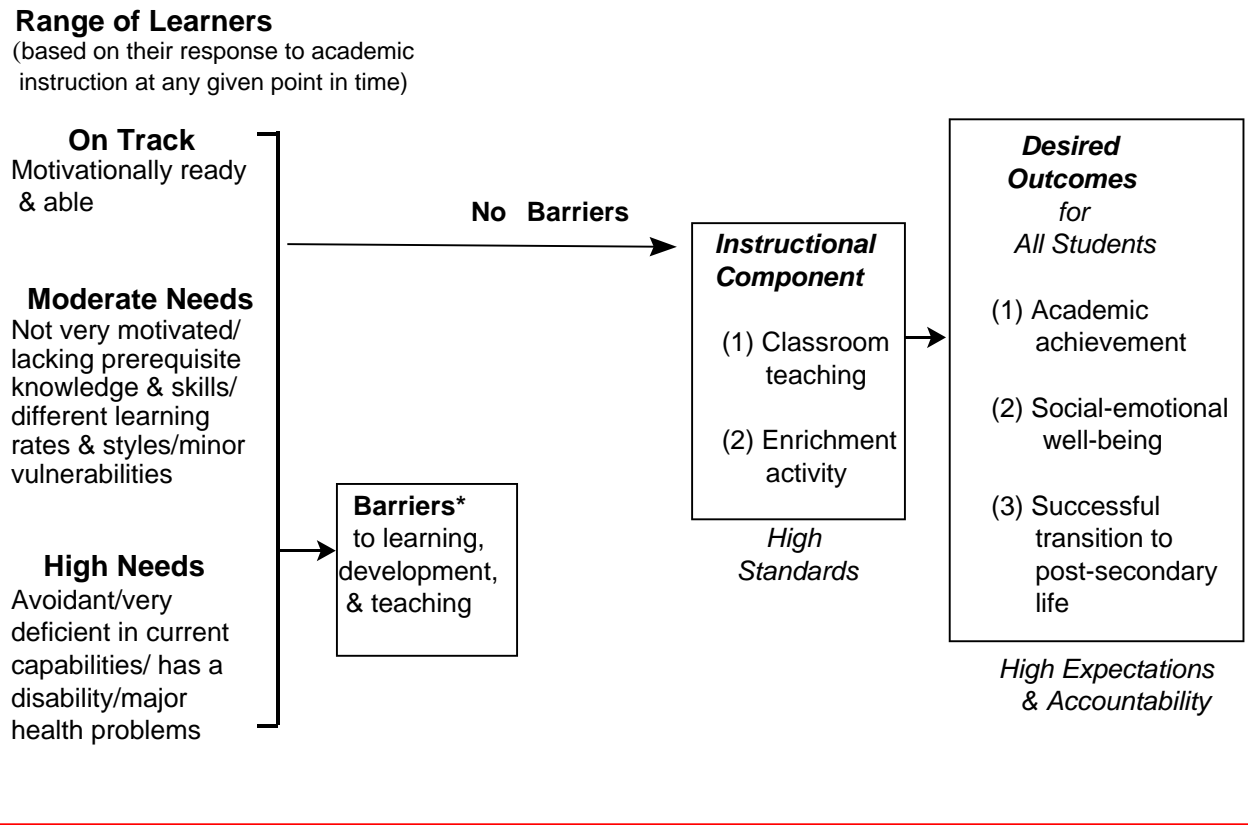 Range of Learners
(based on their response to academic
instruction at any given point in time)
On Track
Motivationally ready
& able
Moderate Needs
Not very motivated/
lacking prerequisite
knowledge & skills/
different learning
rates & styles/minor
vulnerabilities
High Needs
Avoidant/very
deficient in current
capabilities/ has a
disability/major
health problems
No Barriers
Barriers*
to learning,
development,
& teaching
Instructional
Component
(1) Classroom
teaching
(2) Enrichment
activity
High
Standards
Desired
Outcomes
for
All Students
(1) Academic
achievement
(2) Social-emotional
well-being
(3) Successful
transition to
post-secondary
life
High Expectations
& Accountability